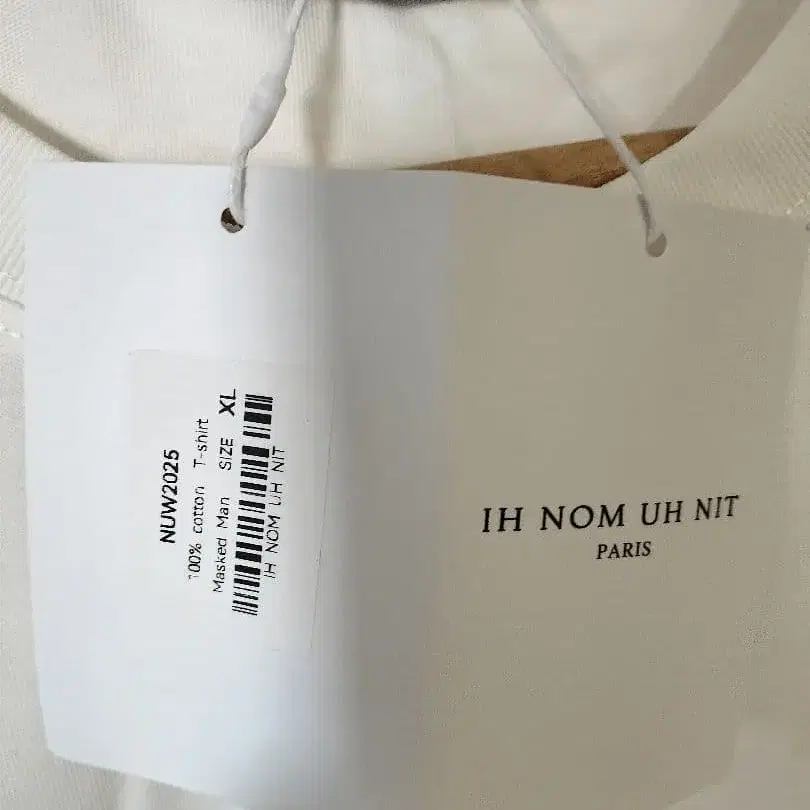 NUW2025
100% cotton T-shirt
Masked Man SIZE XL
IH NOM UH NIT
IH NOM UH NIT
PARIS